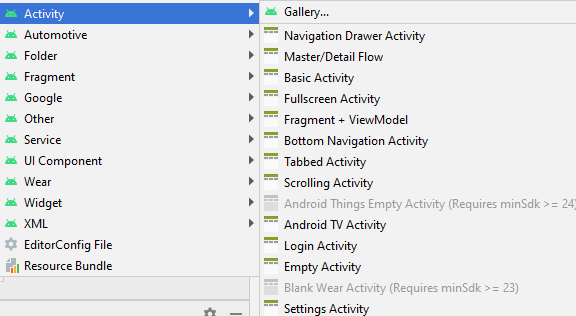 Activity
Automotive
Folder
Fragment
Google
Other
Service
UI Component
Wear
Widget
XML
EditorConfig File
Resource Bundle
Gallery...
Navigation Drawer Activity
Master/Detail Flow
Basic Activity
Fullscreen Activity
Fragment + ViewModel
Bottom Navigation Activity
Tabbed Activity
Scrolling Activity
Android Things Empty Activity (Requires minSdk >= 24)
Android TV Activity
Login Activity
Empty Activity
Blank Wear Activity (Requires minSdk >= 23)
Settings Activity